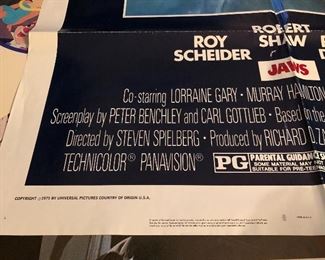 ROY ROBERT
SCHEIDER SHAW
JAWS
Co-starring LORRAINE GARY • MURRAY HAMILTON
Screenplay by PETER BENCHLEY and CARL GOTTLIEB • Based on the
Directed by STEVEN SPIELBERG • Produced by RICHARD D. ZA
TECHNICOLOR® PANAVISION®
PG PARENTAL GUIDANCE
SOME MATERIAL MAY NOT
SUITABLE FOR PRE-TEEN
COPYRIGHT © 1975 BY UNIVERSAL PICTURES COUNTRY OF ORIGIN U.S.A.